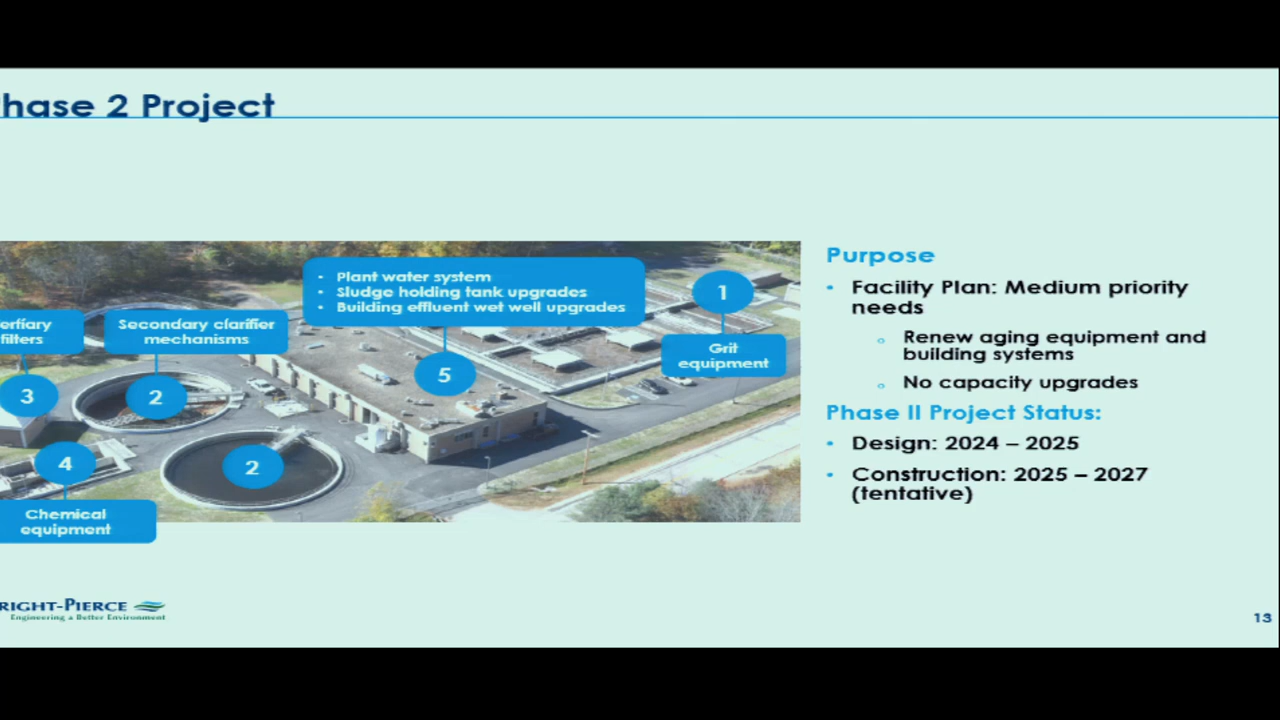 hase 2 Project
• Plant water system
• Sludge holding tank upgrades
• Building effluent wet well upgrades
1
Grit
equipment
ertiary
filters
Secondary clarifier
mechanisms
5
3
2
4
2
Chemical
equipment
Purpose
• Facility Plan: Medium priority
needs
○ Renew aging equipment and
building systems
○ No capacity upgrades
Phase II Project Status:
• Design: 2024 – 2025
• Construction: 2025 – 2027
(tentative)
RIGHT-PIERCE
Engineering a Better Environment
13